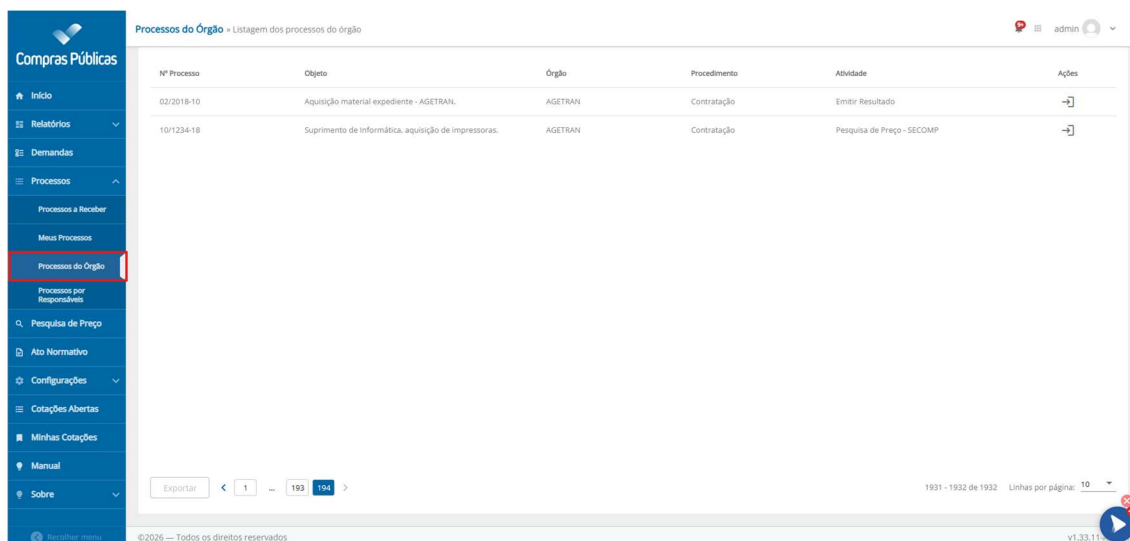 Compras Públicas
Início
Relatórios
Demandas
Processos
Processos a Receber
Meus Processos
Processos do Órgão
Processos por
Responsáveis
Pesquisa de Preço
Ato Normativo
Configurações
Cotações Abertas
Minhas Cotações
Manual
Sobre
Recolher menu
Processos do Órgão » Listagem dos processos do órgão
9+ admin
Nº Processo Objeto Órgão Procedimento Atividade Ações
02/2018-10 Aquisição material expediente - AGETRAN. AGETRAN Contratação Emitir Resultado
10/1234-18 Suprimento de Informática, aquisição de impressoras. AGETRAN Contratação Pesquisa de Preço - SECOMP
Exportar 1 ... 193 194 1931 - 1932 de 1932 Linhas por página: 10
©2026 — Todos os direitos reservados v1.33.11